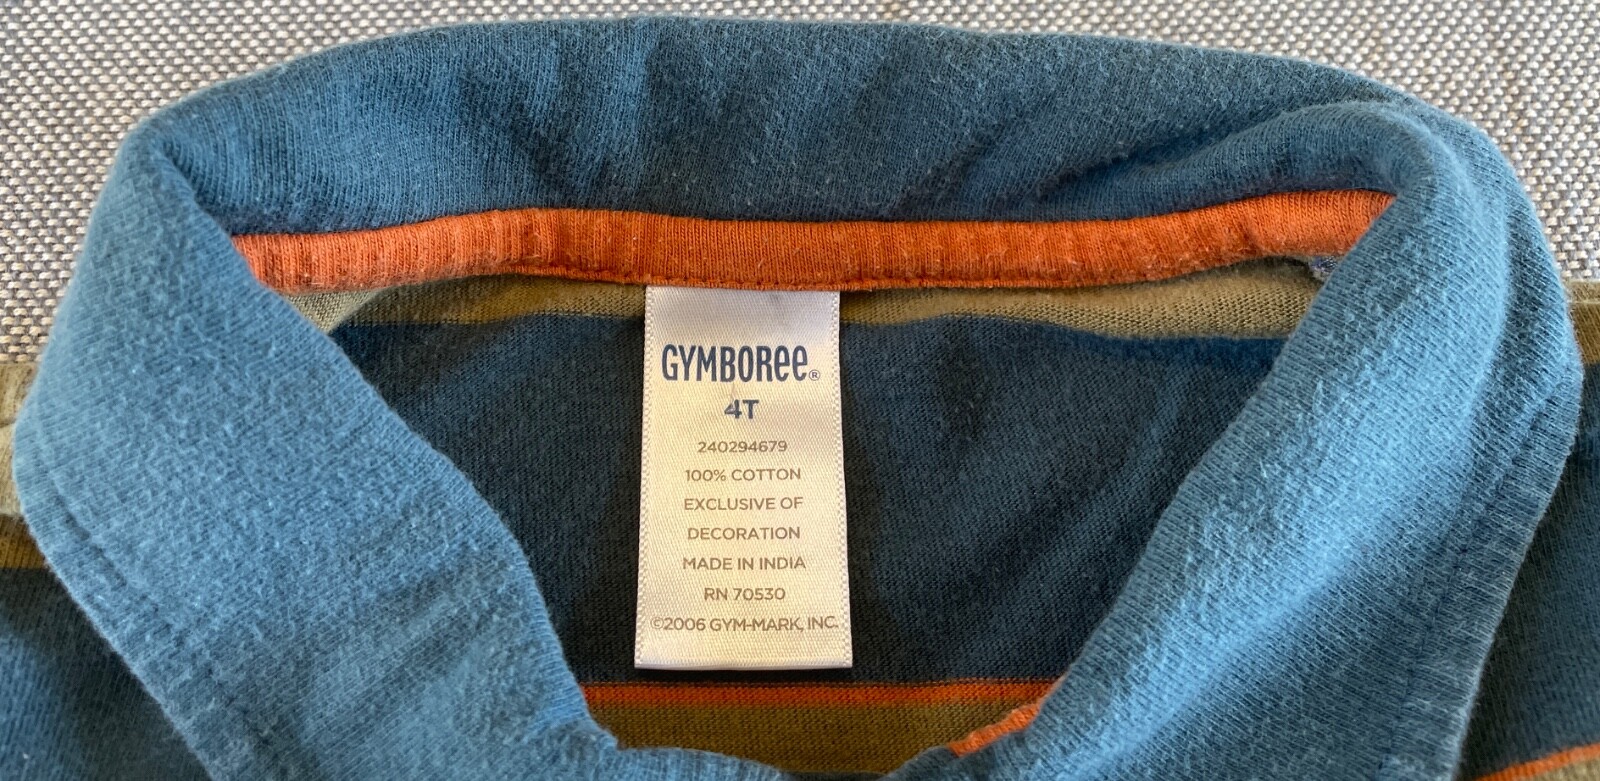 GYMBOREE®
4T
240294679
100% COTTON
EXCLUSIVE OF
DECORATION
MADE IN INDIA
RN 70530
©2006 GYM-MARK, INC.